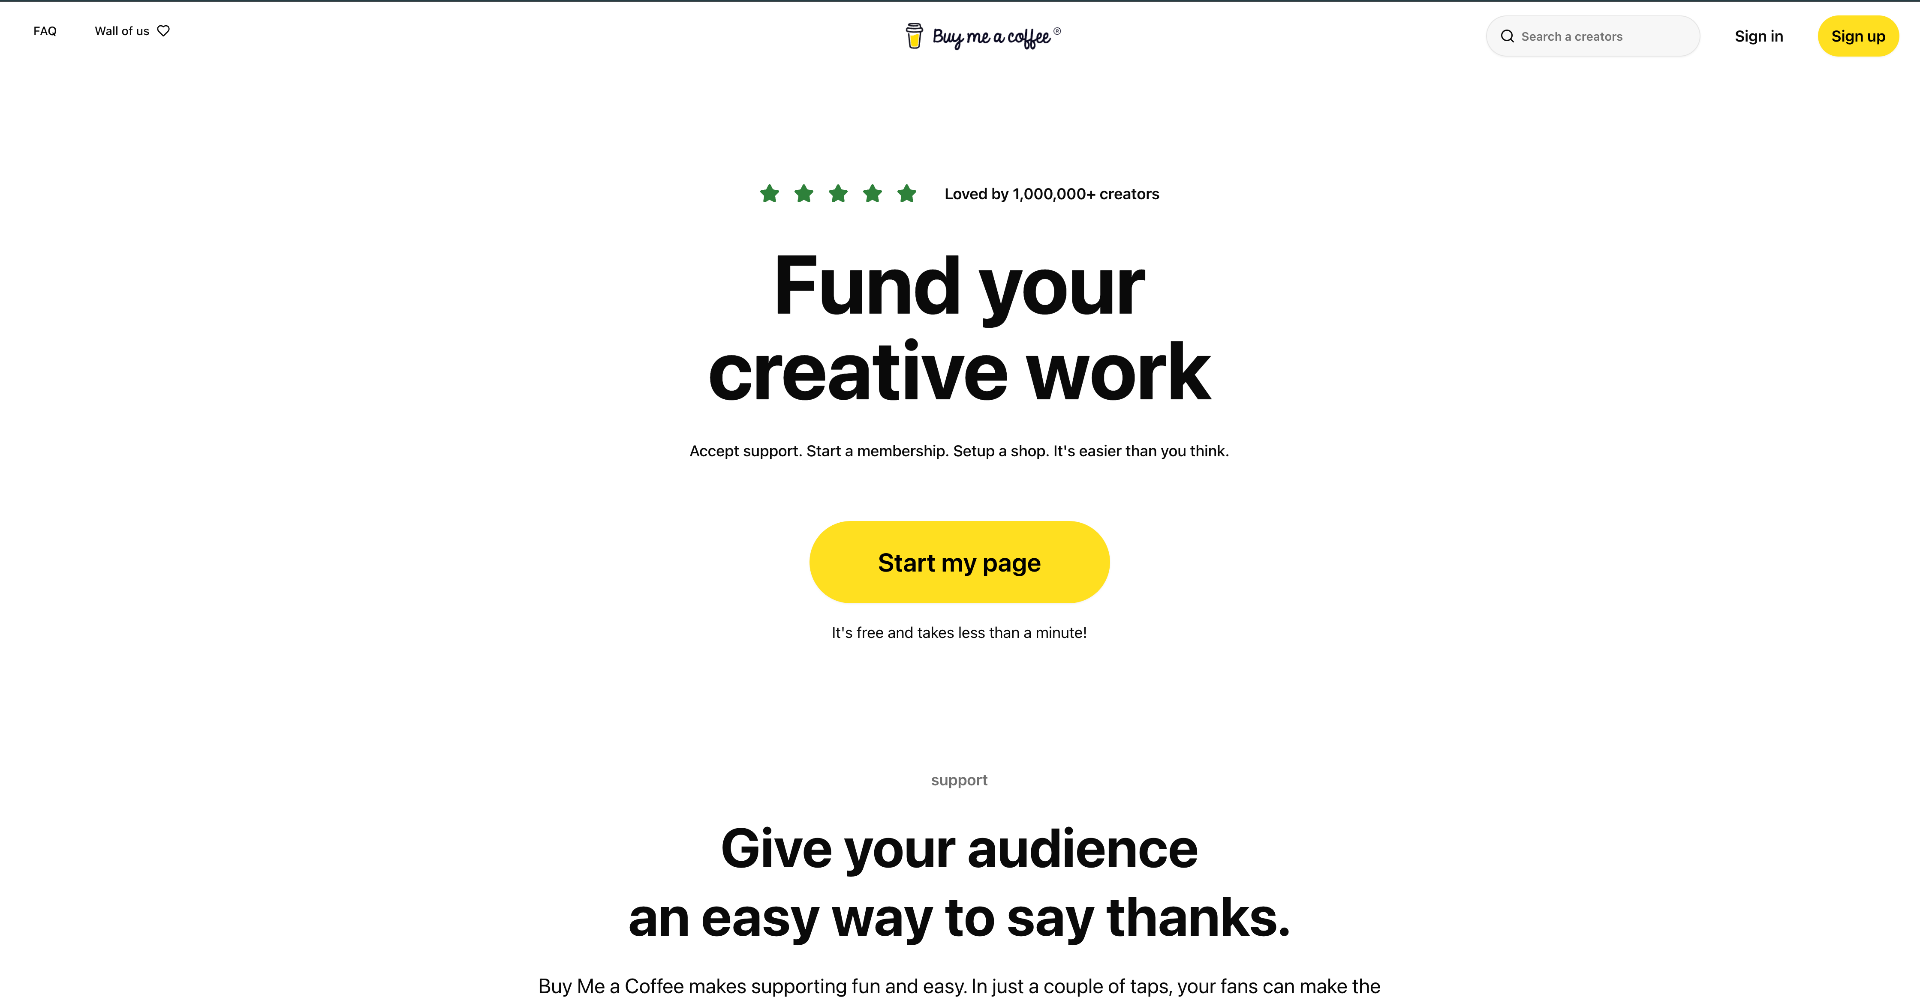 FAQ
Wall of us
Buy me a coffee®
Search a creators
Sign in
Sign up
Loved by 1,000,000+ creators
Fund your
creative work
Accept support. Start a membership. Setup a shop. It's easier than you think.
Start my page
It's free and takes less than a minute!
support
Give your audience
an easy way to say thanks.
Buy Me a Coffee makes supporting fun and easy. In just a couple of taps, your fans can make the